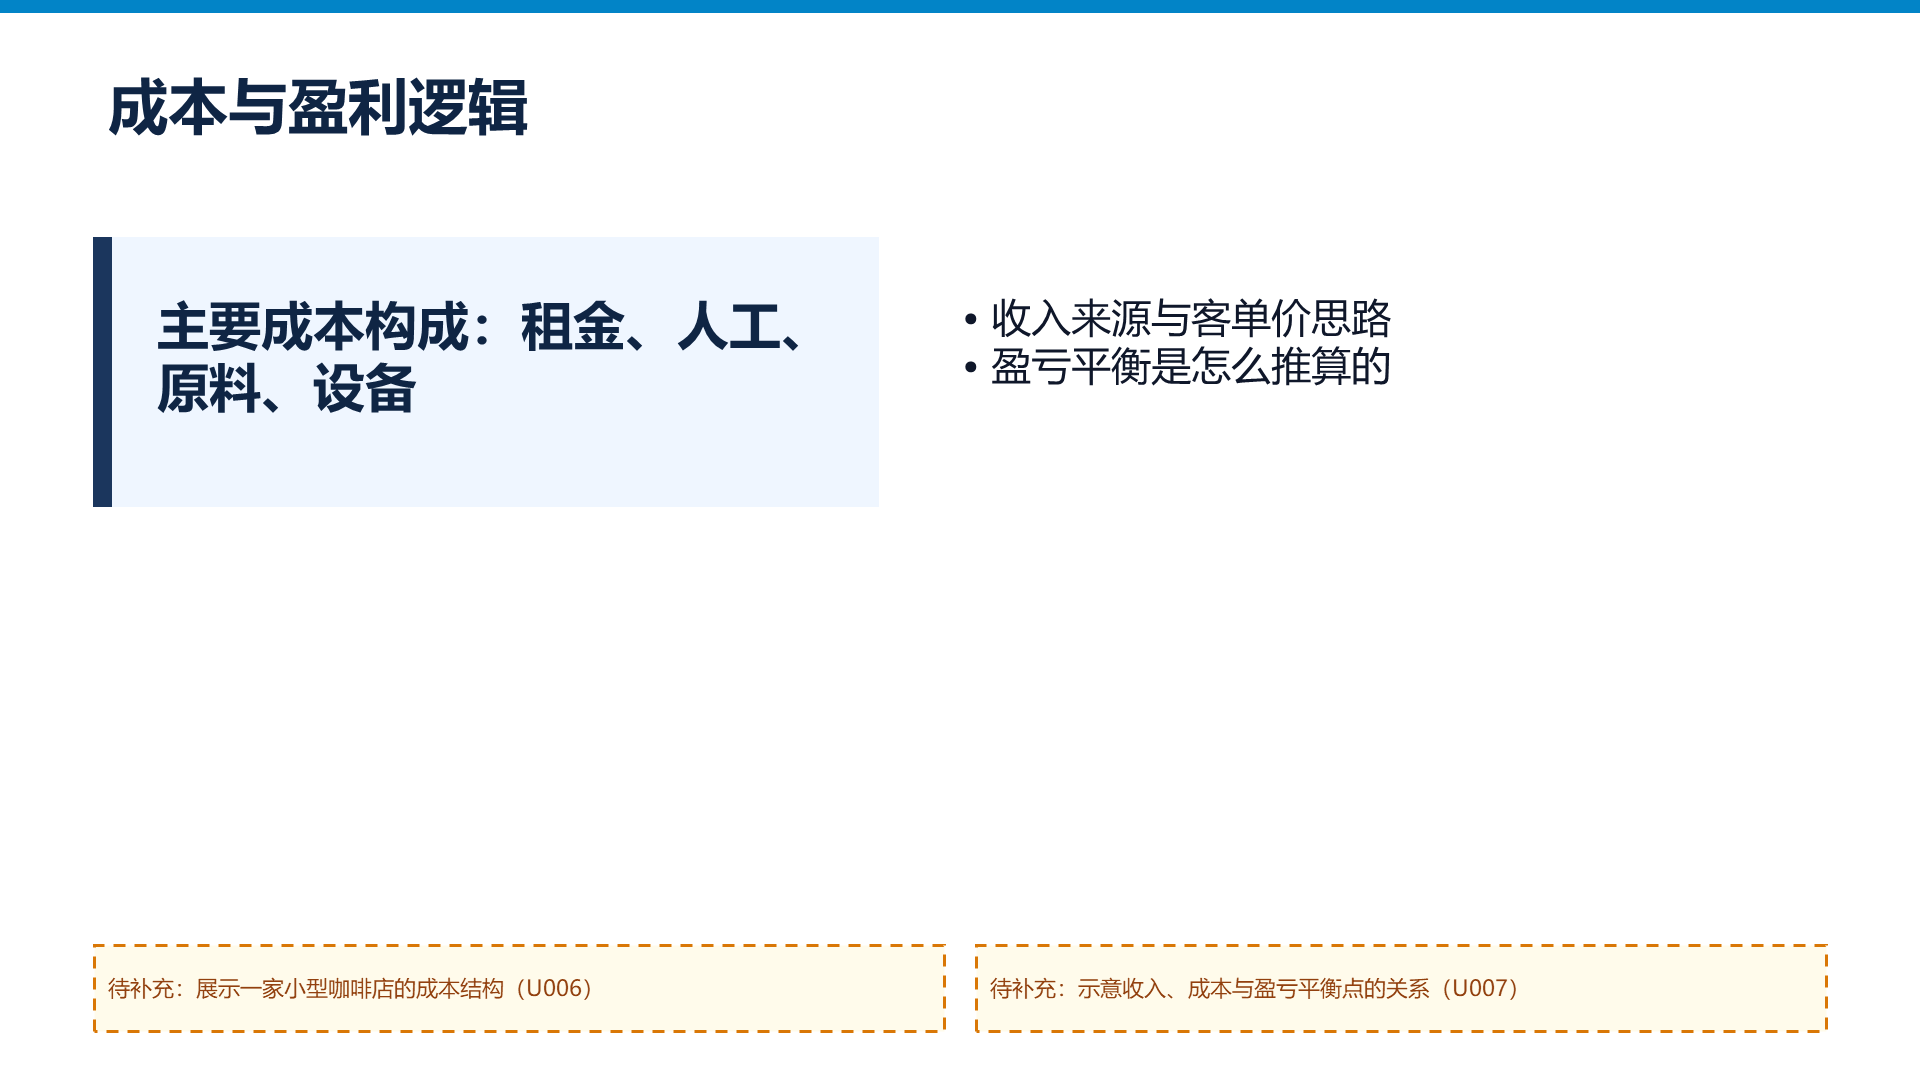 成本与盈利逻辑
主要成本构成：租金、人工、
原料、设备
• 收入来源与客单价思路
• 盈亏平衡是怎么推算的
待补充：展示一家小型咖啡店的成本结构（U006）
待补充：示意收入、成本与盈亏平衡点的关系（U007）